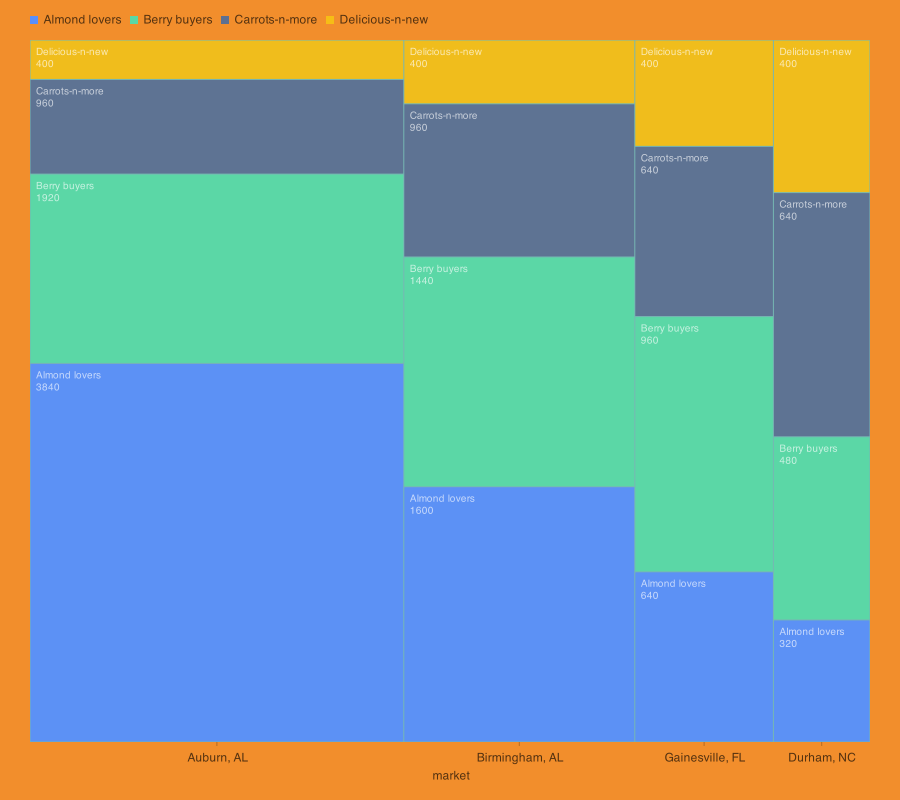 Almond lovers Berry buyers Carrots-n-more Delicious-n-new
Delicious-n-new
400
Carrots-n-more
960
Berry buyers
1920
Almond lovers
3840
Delicious-n-new
400
Carrots-n-more
960
Berry buyers
1440
Almond lovers
1600
Delicious-n-new
400
Carrots-n-more
640
Berry buyers
960
Almond lovers
640
Delicious-n-new
400
Carrots-n-more
640
Berry buyers
480
Almond lovers
320
Auburn, AL Birmingham, AL Gainesville, FL Durham, NC
market